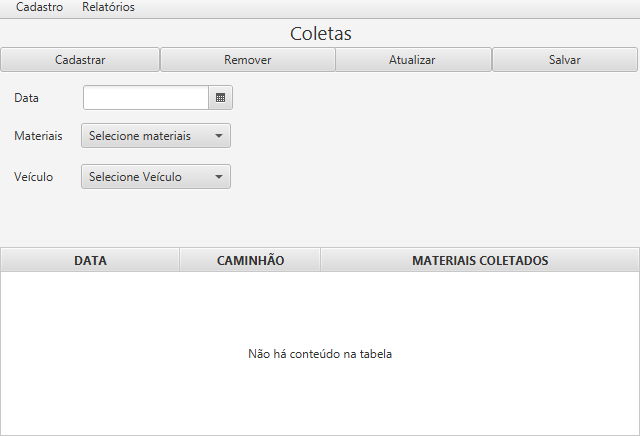 Cadastro Relatórios
Coletas
Cadastrar Remover Atualizar Salvar
Data
Materiais Selecione materiais
Veículo Selecione Veículo
DATA CAMINHÃO MATERIAIS COLETADOS
Não há conteúdo na tabela